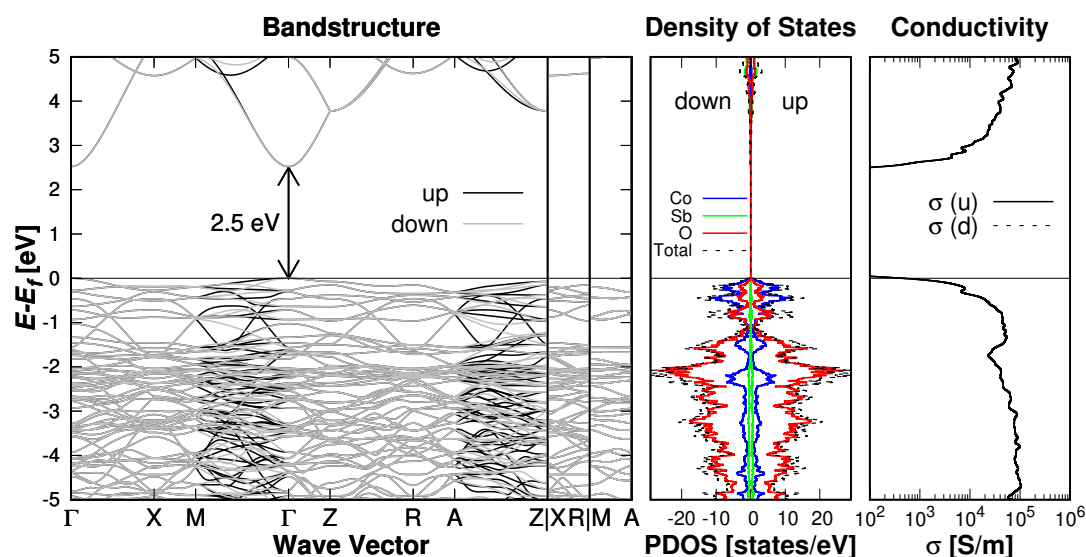 Bandstructure
Density of States
Conductivity
E-E_f [eV]
5
4
3
2
1
0
-1
-2
-3
-4
-5
up
down
2.5 eV
Γ X M Γ Z R A Z|X R|M A
Wave Vector
down up
Co
Sb
O
Total
-20 -10 0 10 20
PDOS [states/eV]
σ (u)
σ (d)
10^2 10^3 10^4 10^5 10^6
σ [S/m]